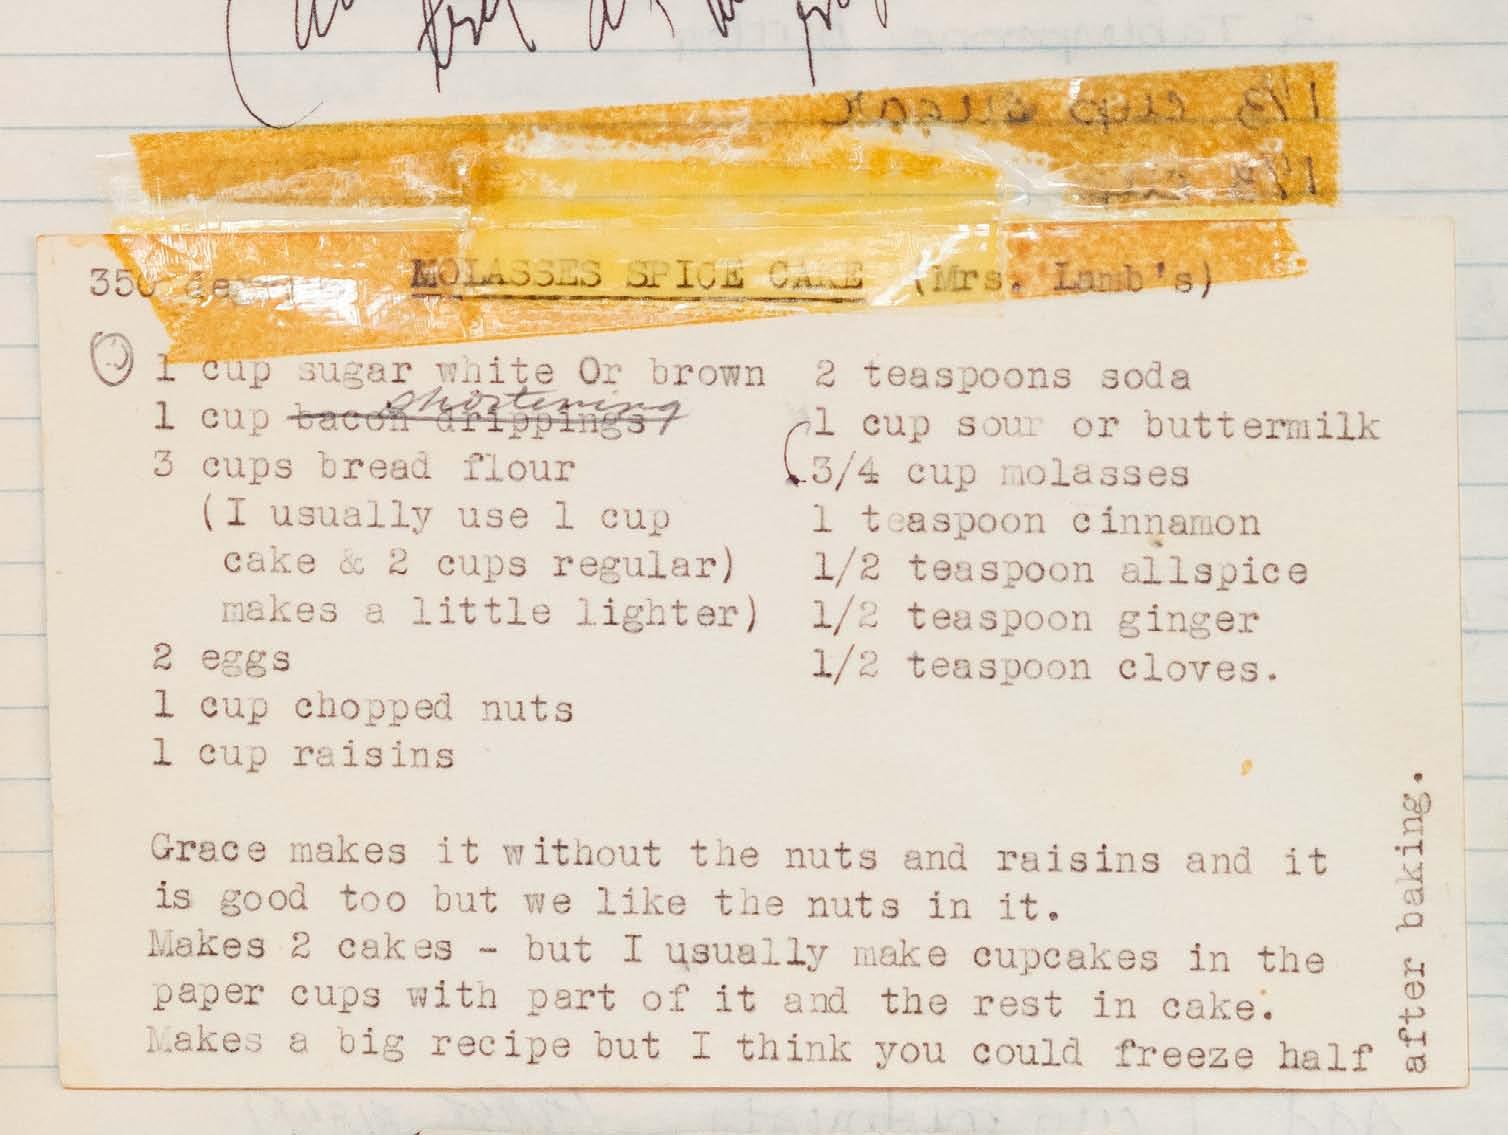 350 degrees MOLASSES SPICE CAKE (Mrs. Lamb's)
1 cup sugar white Or brown
1 cup bacon drippings/ shortening
3 cups bread flour
(I usually use 1 cup
cake & 2 cups regular)
makes a little lighter)
2 eggs
1 cup chopped nuts
1 cup raisins
2 teaspoons soda
1 cup sour or buttermilk
3/4 cup molasses
1 teaspoon cinnamon
1/2 teaspoon allspice
1/2 teaspoon ginger
1/2 teaspoon cloves.
Grace makes it without the nuts and raisins and it
is good too but we like the nuts in it.
Makes 2 cakes - but I usually make cupcakes in the
paper cups with part of it and the rest in cake.
Makes a big recipe but I think you could freeze half
after baking.